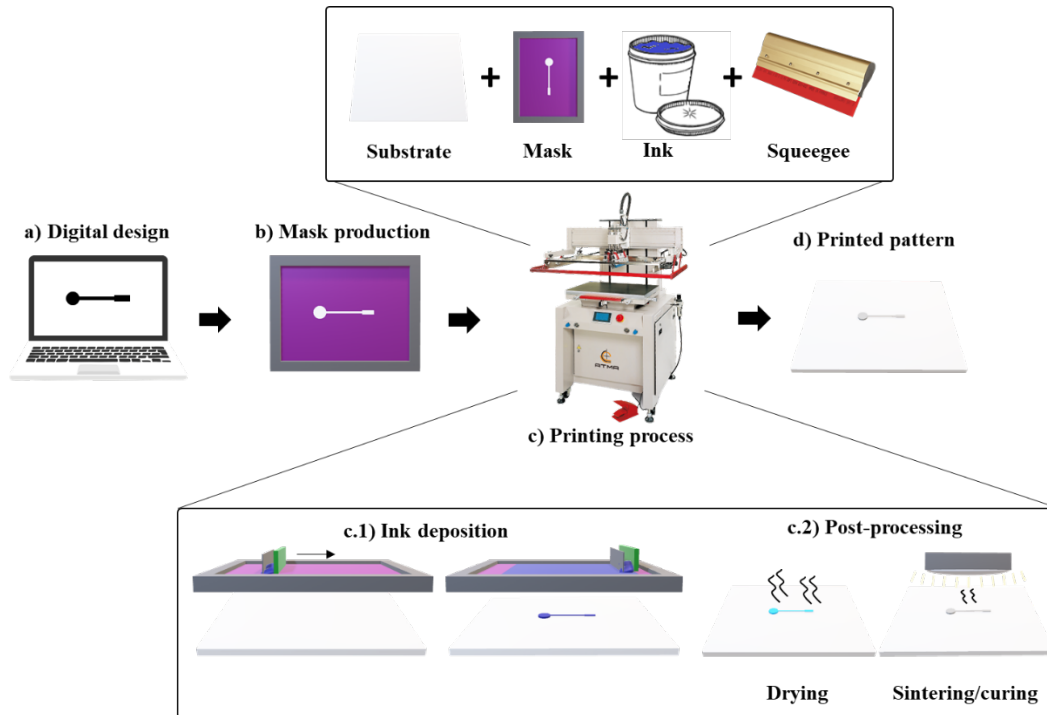 Substrate
Mask
Ink
Squeegee
a) Digital design
b) Mask production
d) Printed pattern
ATMA
c) Printing process
c.1) Ink deposition
c.2) Post-processing
Drying
Sintering/curing